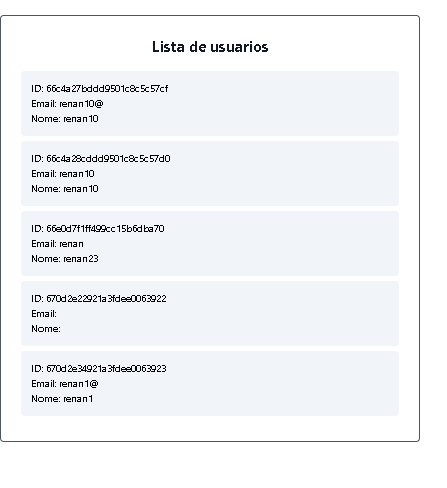 Lista de usuarios
ID: 66c4a27bddd9501c8c5c57cf
Email: renan10@
Nome: renan10
ID: 66c4a28cddd9501c8c5c57d0
Email: renan10
Nome: renan10
ID: 66e0d7f1ff499cc15b6dba70
Email: renan
Nome: renan23
ID: 670d2e22921a3fdee0063922
Email:
Nome:
ID: 670d2e34921a3fdee0063923
Email: renan1@
Nome: renan1